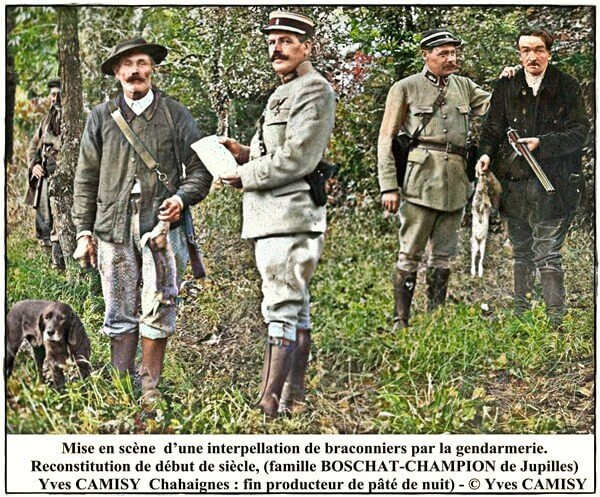 Mise en scène d'une interpellation de braconniers par la gendarmerie.
Reconstitution de début de siècle, (famille BOSCHAT-CHAMPION de Jupilles)
Yves CAMISY Chahaignes : fin producteur de pâté de nuit) - © Yves CAMISY